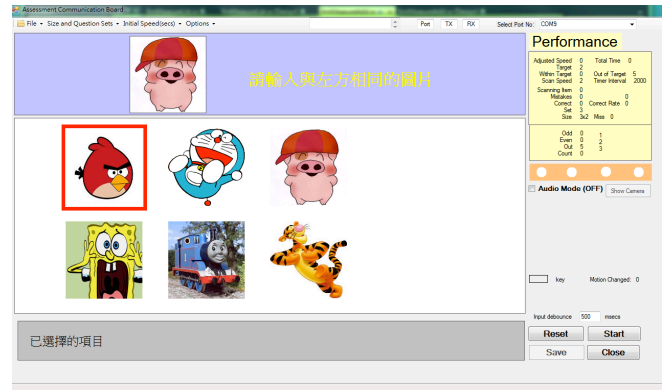 Assessment Communication Board
File Size and Question Sets Initial Speed(secs) Options Port TX RX Select Port No: COM9
請輸入與左方相同的圖片
Performance
Adjusted Speed 0 Total Time 0
Target 2
Within Target 0 Out of Target 5
Scan Speed 2 Timer Interval 2000
Scanning Item 0
Mistakes 0 0
Correct 0 Correct Rate 0
Set 3
Size 3x2 Miss 0
Odd 0 1
Even 0 2
Out 5 3
Count 0
Audio Mode (OFF) Show Camera
key Motion Changed: 0
Input debounce 500 msecs
Reset Start
已選擇的項目
Save Close